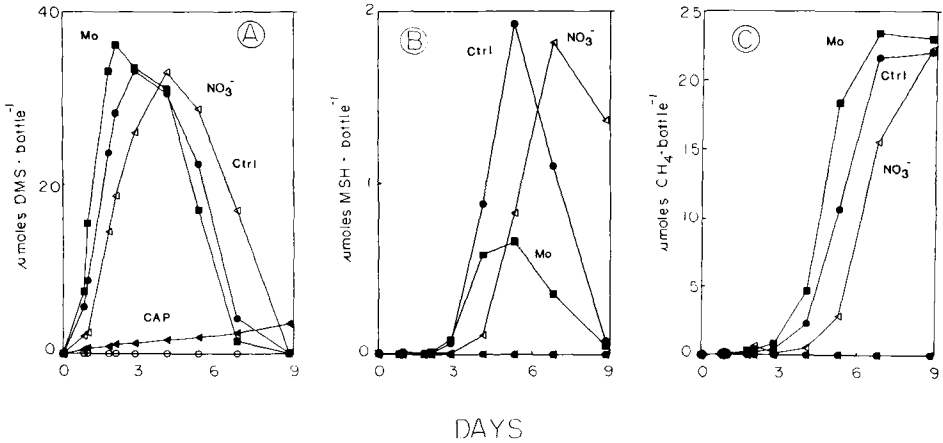 A
µmoles DMS · bottle⁻¹
40
20
0
Mo
NO₃⁻
Ctrl
CAP
0
3
6
9
B
µmoles MSH · bottle⁻¹
2
1
0
Ctrl
NO₃⁻
Mo
0
3
6
9
C
µmoles CH₄·bottle⁻¹
25
20
15
10
5
0
Mo
Ctrl
NO₃⁻
0
3
6
9
DAYS